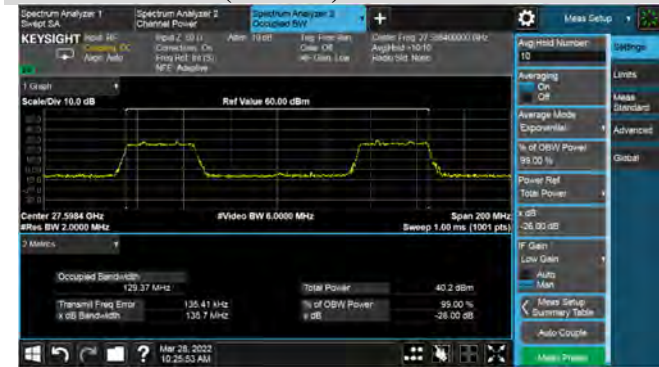 Spectrum Analyzer 1
Swept SA
Spectrum Analyzer 2
Channel Power
Spectrum Analyzer 3
Occupied BW
+
Meas Setup
KEYSIGHT Input: RF
Coupling: DC
Align: Auto
Input Z: 50 Ω
Corrections: On
Freq Ref: Int (S)
NFE: Adaptive
Atten: 10 dB
Trig: Free Run
Gate: Off
#IF Gain: Low
Center Freq: 27.598400000 GHz
Avg|Hold: >10/10
Radio Std: None
1 Graph
Scale/Div 10.0 dB
Ref Value 60.00 dBm
Center 27.5984 GHz
#Res BW 2.0000 MHz
#Video BW 6.0000 MHz
Span 200 MHz
Sweep 1.00 ms (1001 pts)
2 Metrics
Occupied Bandwidth
129.37 MHz
Total Power
40.2 dBm
Transmit Freq Error
135.41 kHz
% of OBW Power
99.00 %
x dB Bandwidth
135.7 MHz
x dB
-26.00 dB
Avg|Hold Number
10
Averaging
On
Off
Average Mode
Exponential
% of OBW Power
99.00 %
Power Ref
Total Power
x dB
-26.00 dB
IF Gain
Low Gain
Auto
Man
Meas Setup
Summary Table
Auto Couple
Meas Preset
Settings
Limits
Meas
Standard
Advanced
Global
?
Mar 28, 2022
10:25:53 AM